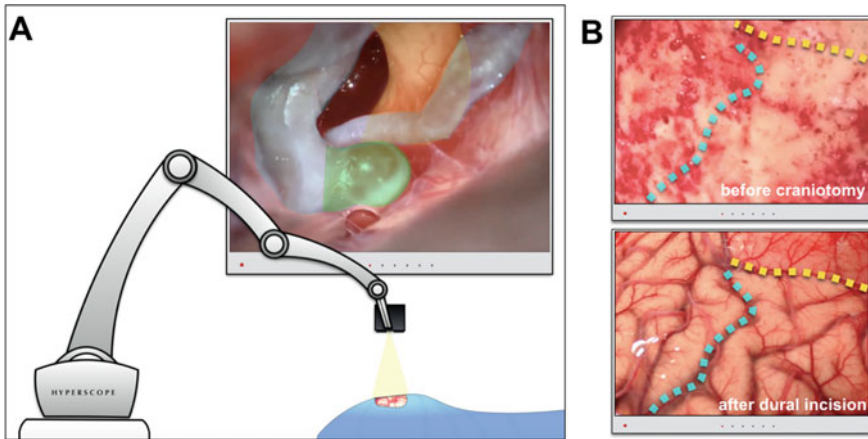 A
HYPERSCOPE
B
before craniotomy
after dural incision